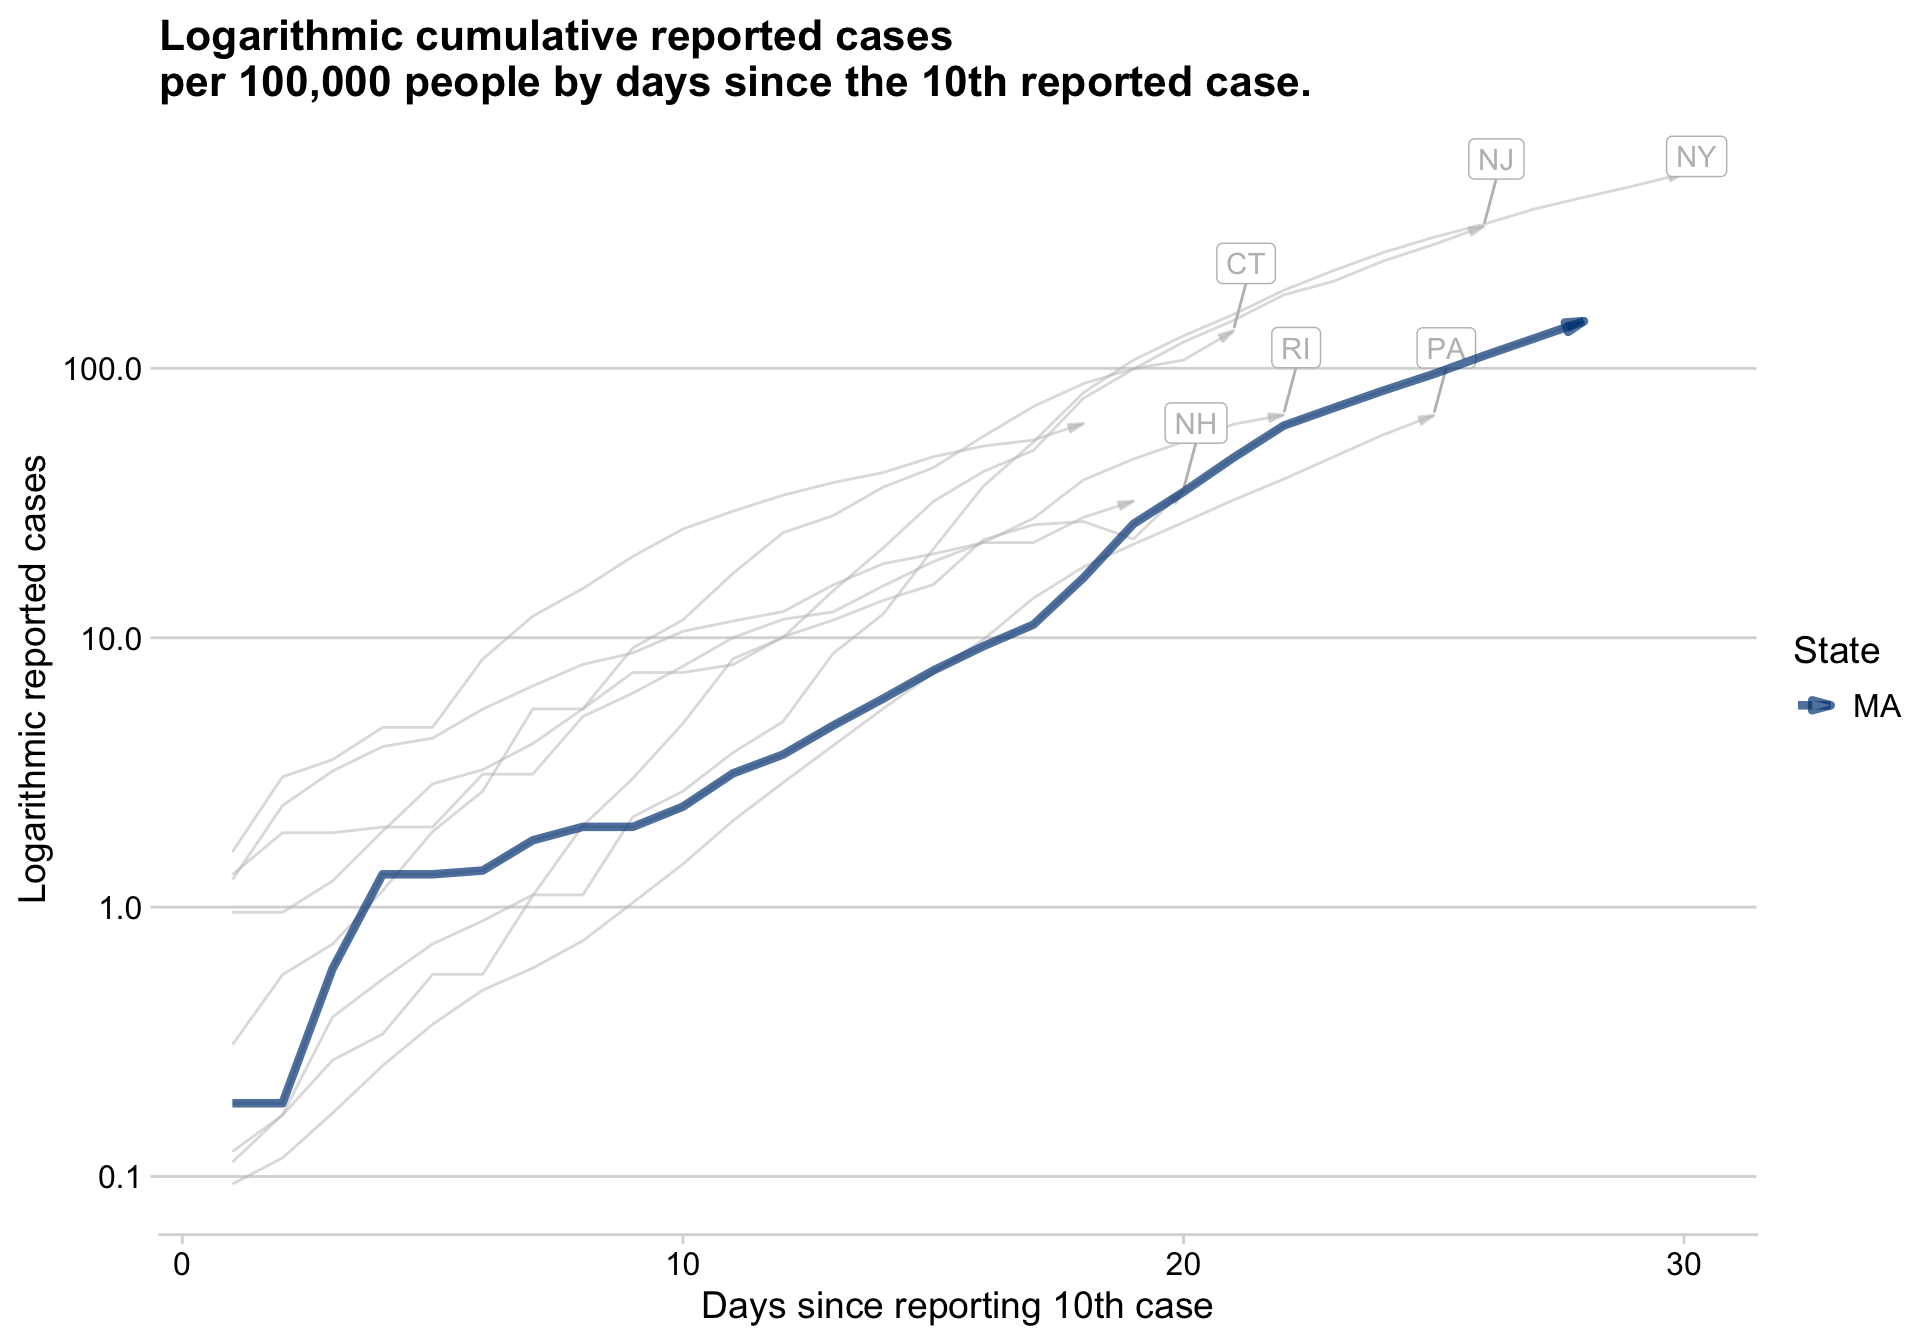 Logarithmic cumulative reported cases
per 100,000 people by days since the 10th reported case.
NJ
NY
CT
RI
PA
NH
100.0
10.0
1.0
0.1
Logarithmic reported cases
State
MA
0
10
20
30
Days since reporting 10th case